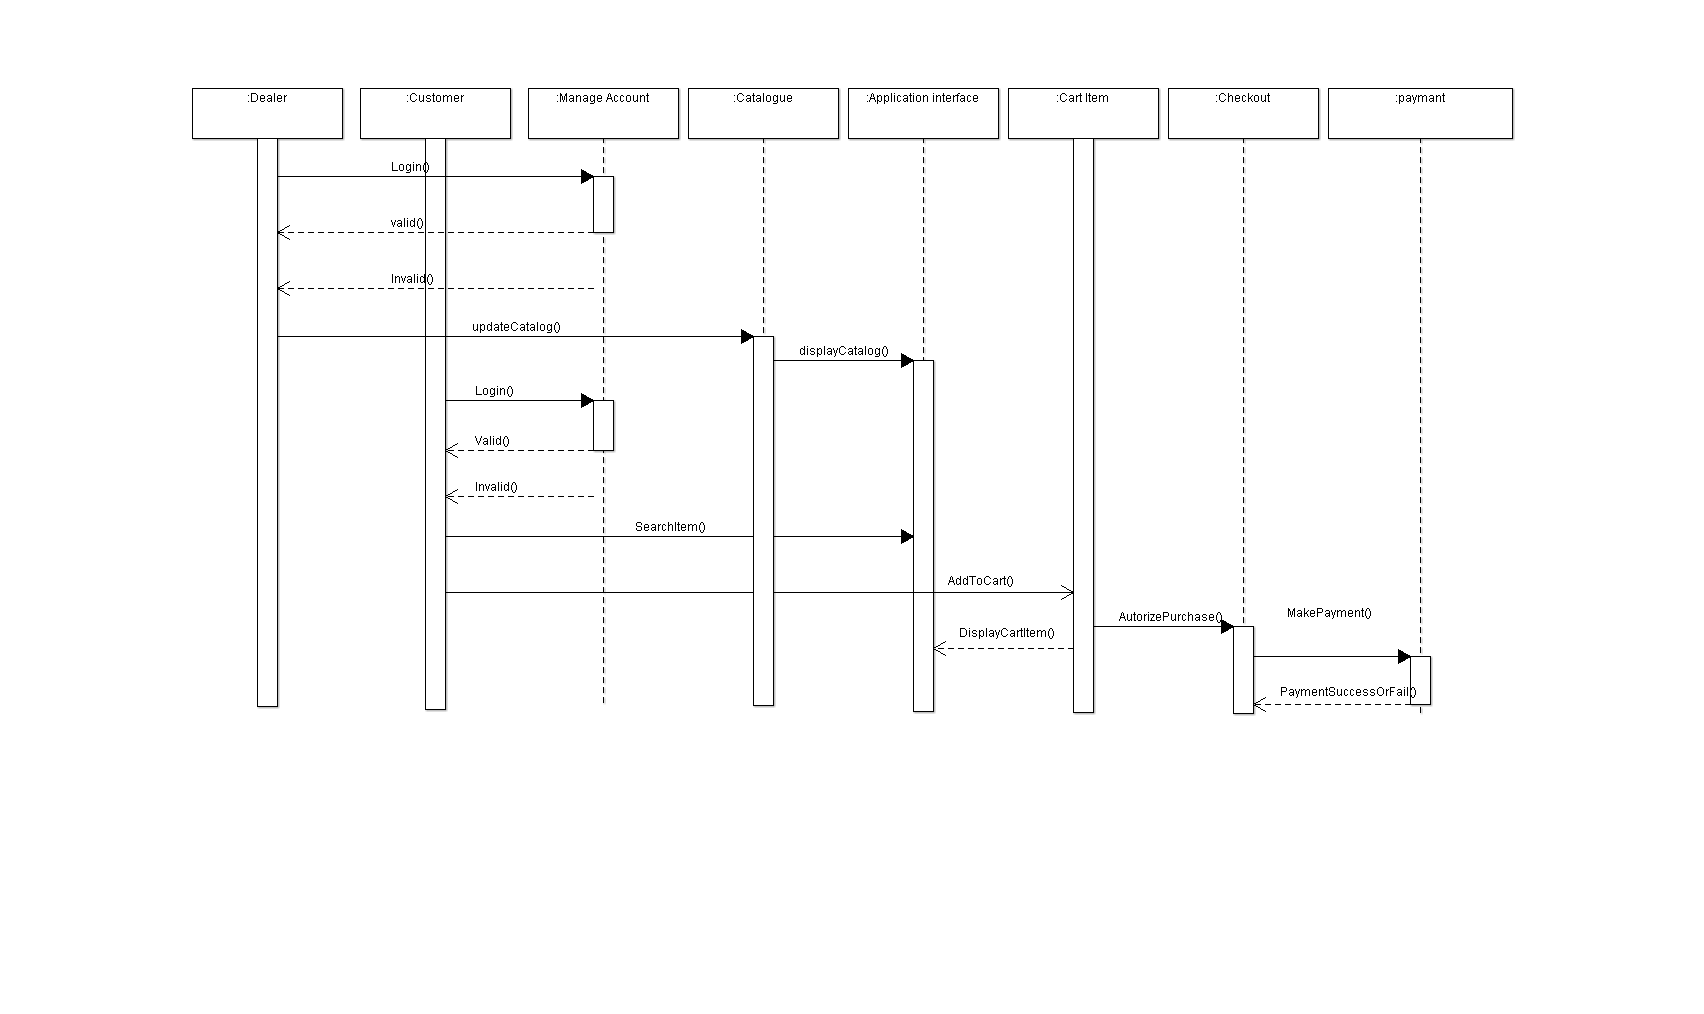 :Dealer
:Customer
:Manage Account
:Catalogue
:Application interface
:Cart Item
:Checkout
:paymant
Login()
valid()
Invalid()
updateCatalog()
displayCatalog()
Login()
Valid()
Invalid()
SearchItem()
AddToCart()
AutorizePurchase()
MakePayment()
DisplayCartItem()
PaymentSuccessOrFail()